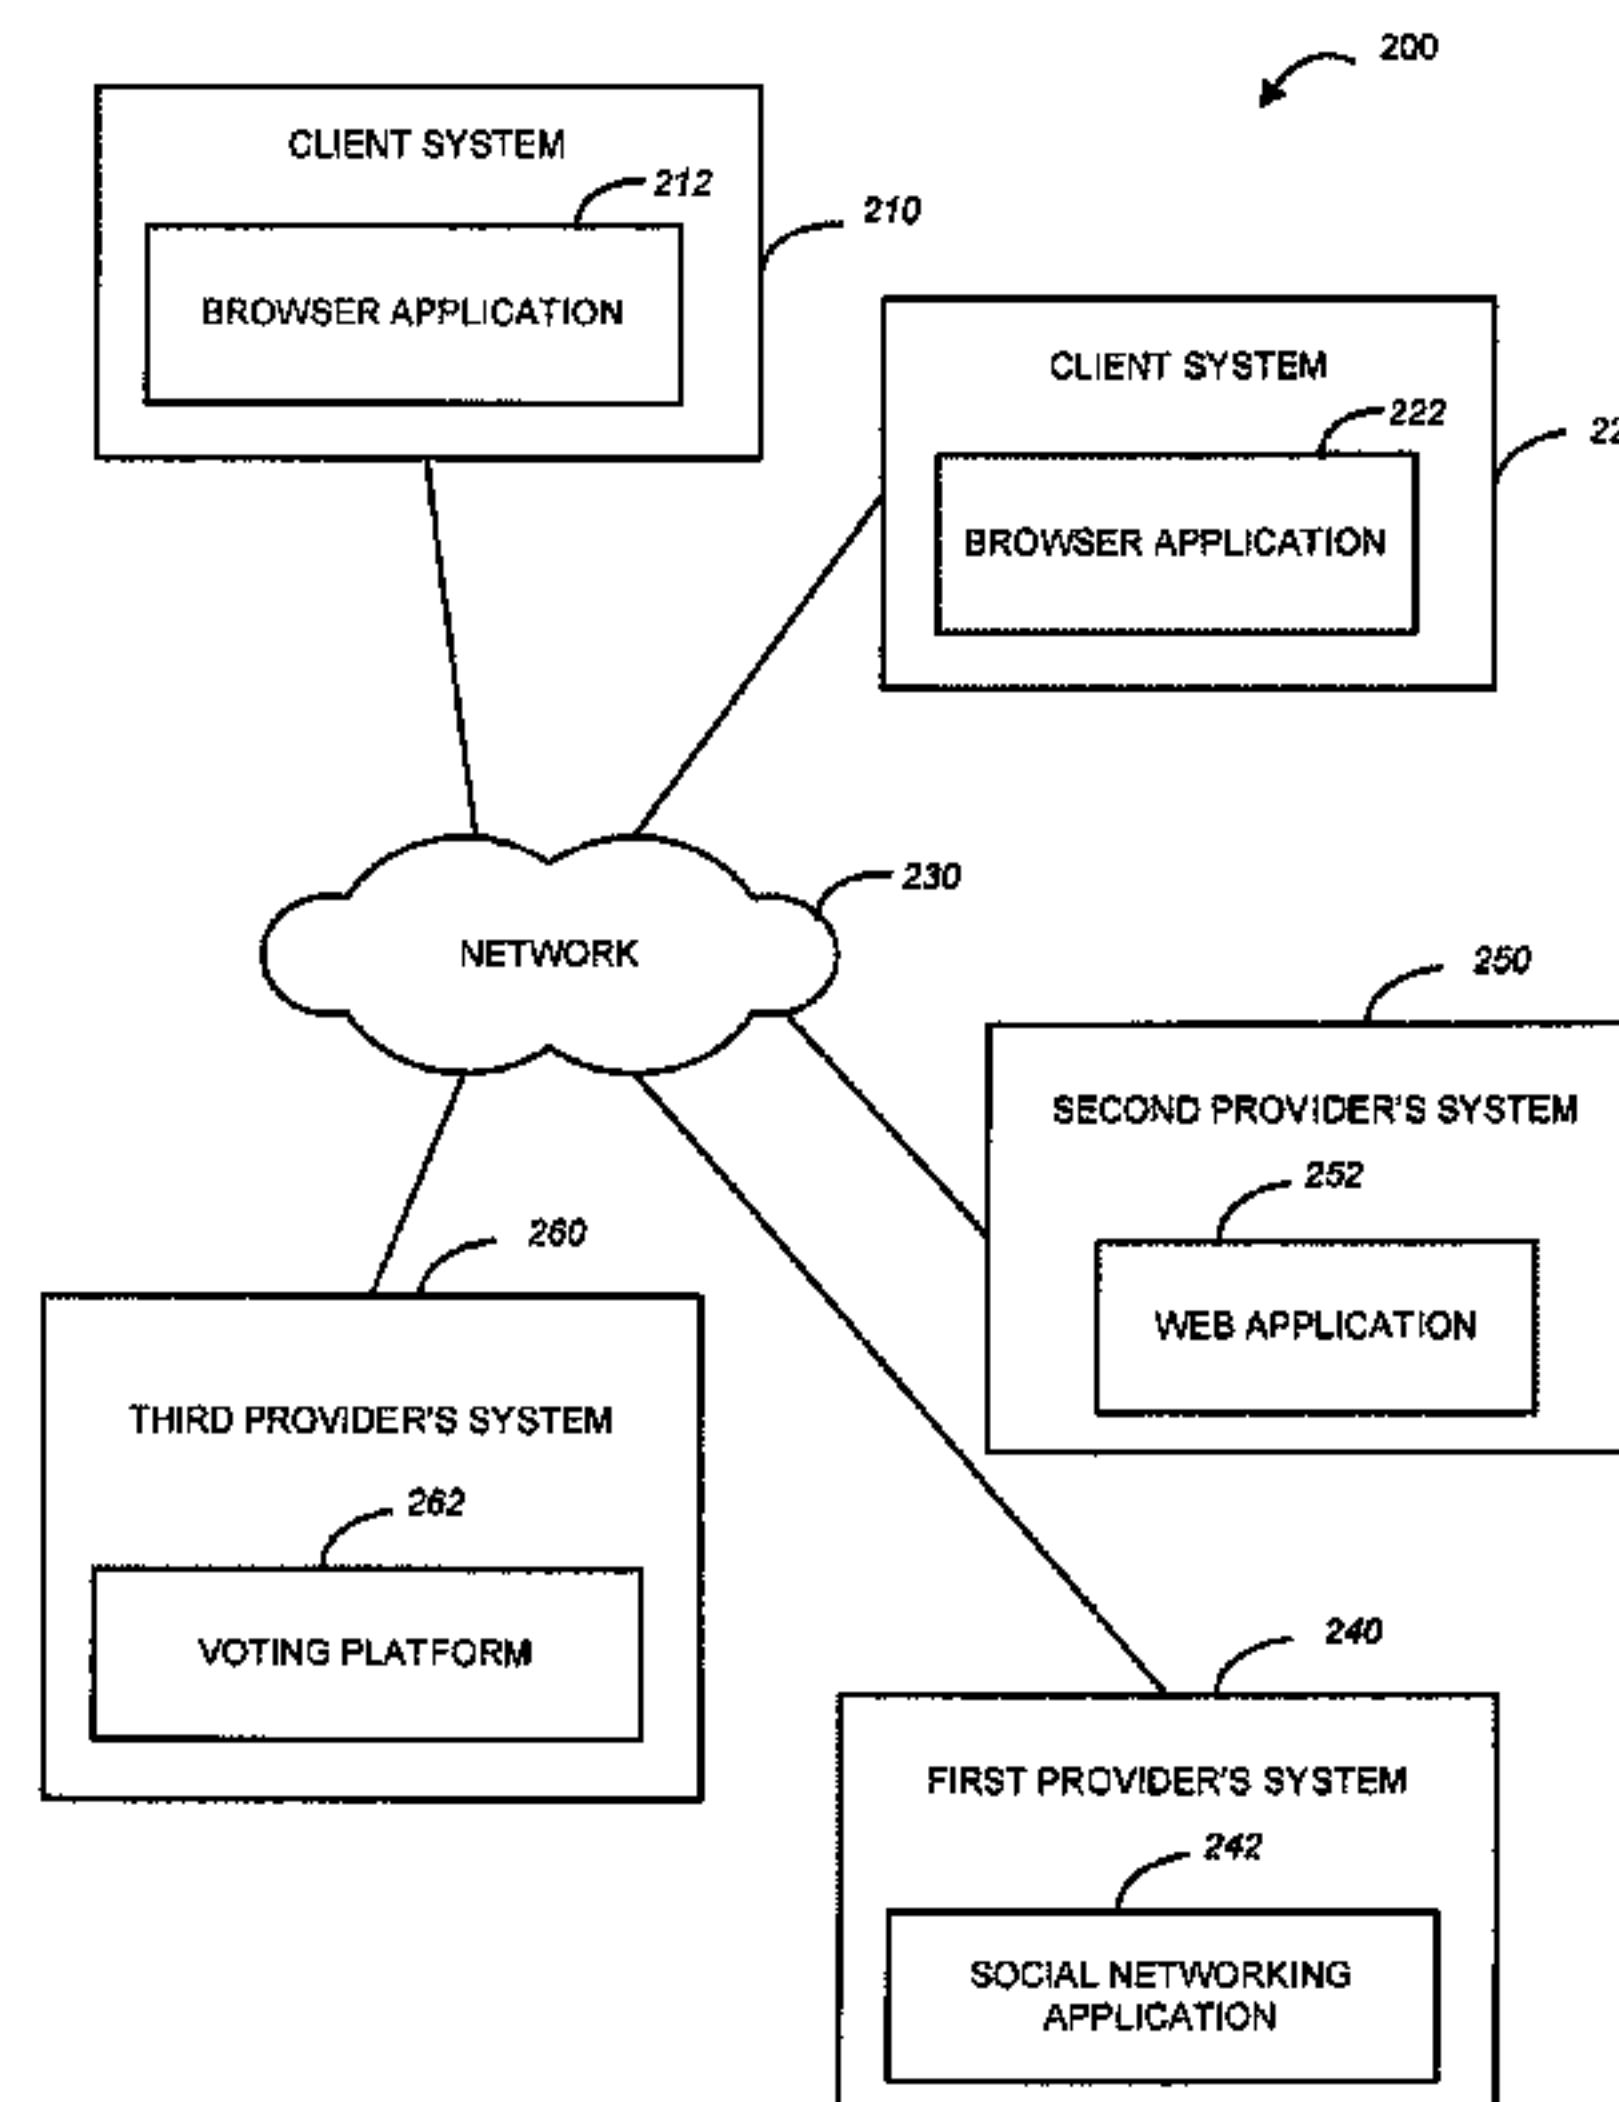 200
CLIENT SYSTEM
212
210
BROWSER APPLICATION
CLIENT SYSTEM
222
BROWSER APPLICATION
230
NETWORK
250
SECOND PROVIDER'S SYSTEM
252
WEB APPLICATION
260
THIRD PROVIDER'S SYSTEM
262
VOTING PLATFORM
240
FIRST PROVIDER'S SYSTEM
242
SOCIAL NETWORKING
APPLICATION